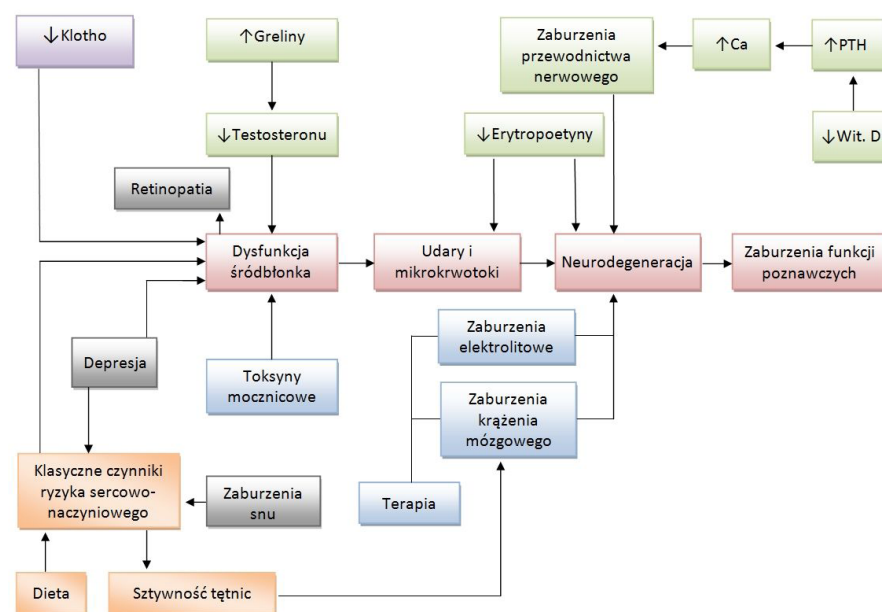 ↓Klotho
↑Greliny
Zaburzenia
przewodnictwa
nerwowego
↑Ca
↑PTH
↓Testosteronu
↓Erytropoetyny
↓Wit. D
Retinopatia
Dysfunkcja
śródbłonka
Udary i
mikrokrwotoki
Neurodegeneracja
Zaburzenia funkcji
poznawczych
Zaburzenia
elektrolitowe
Depresja
Toksyny
mocznicowe
Zaburzenia
krążenia
mózgowego
Klasyczne czynniki
ryzyka sercowo-
naczyniowego
Zaburzenia
snu
Terapia
Dieta
Sztywność tętnic